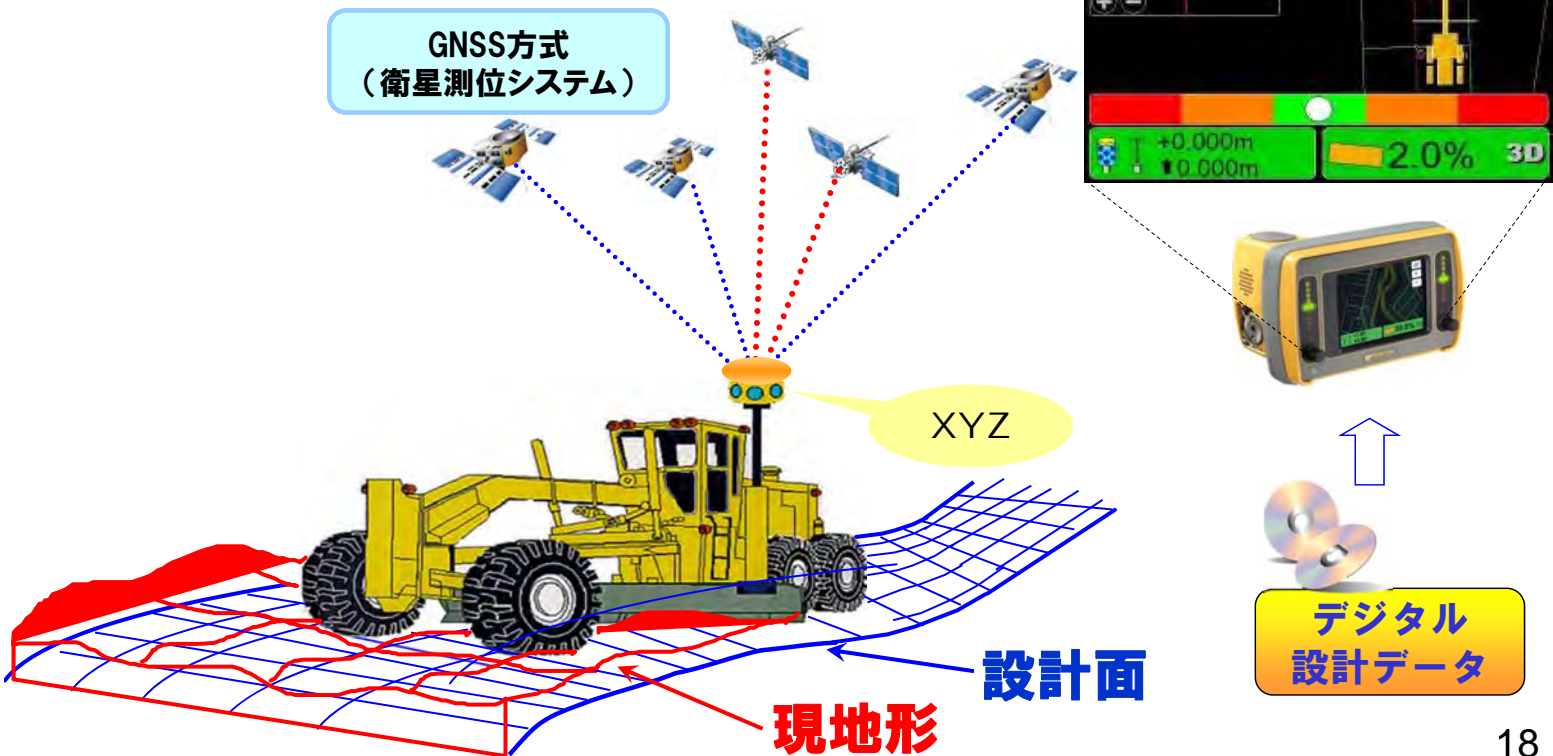 GNSS方式
（衛星測位システム）
+0.000m
0.000m
2.0%
3D
XYZ
デジタル
設計データ
設計面
現地形
18